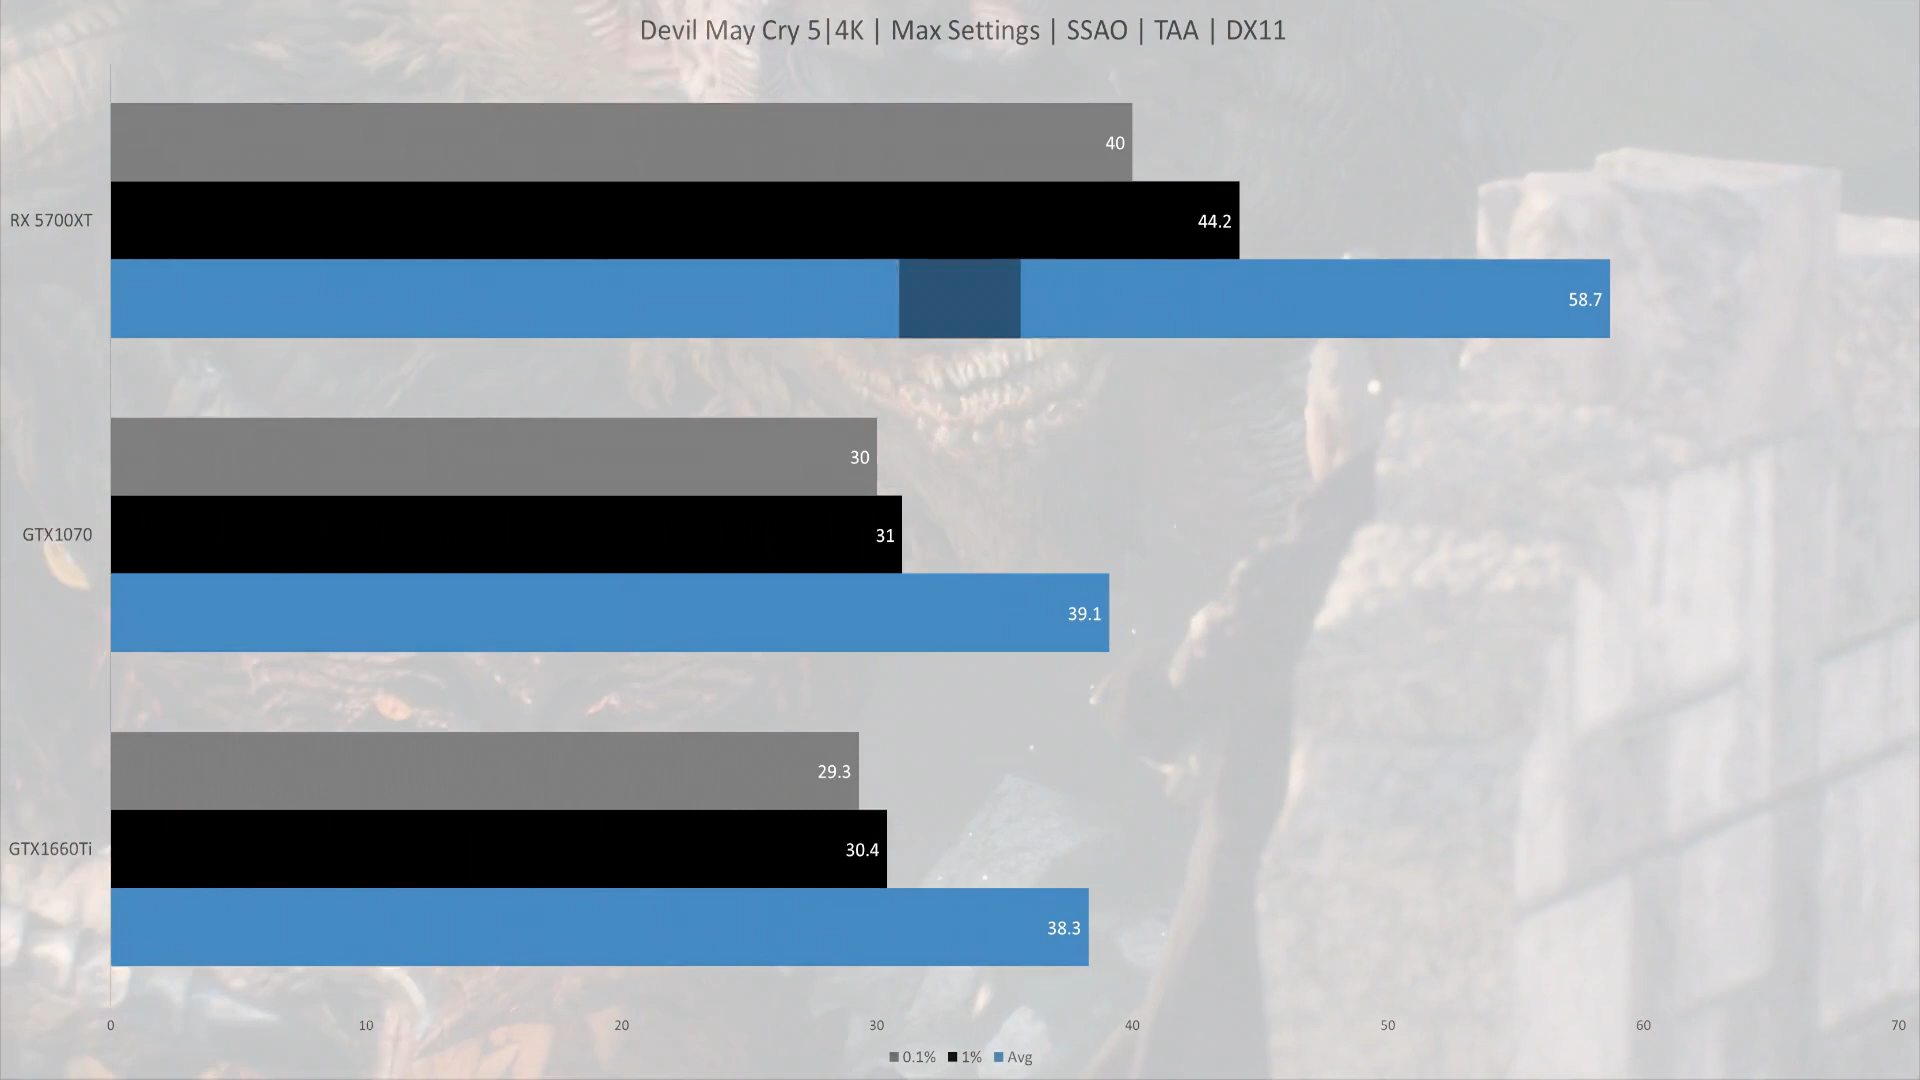 Devil May Cry 5|4K | Max Settings | SSAO | TAA | DX11
40
RX 5700XT
44.2
58.7
30
GTX1070
31
39.1
29.3
GTX1660Ti
30.4
38.3
0 10 20 30 40 50 60 70
0.1% 1% Avg